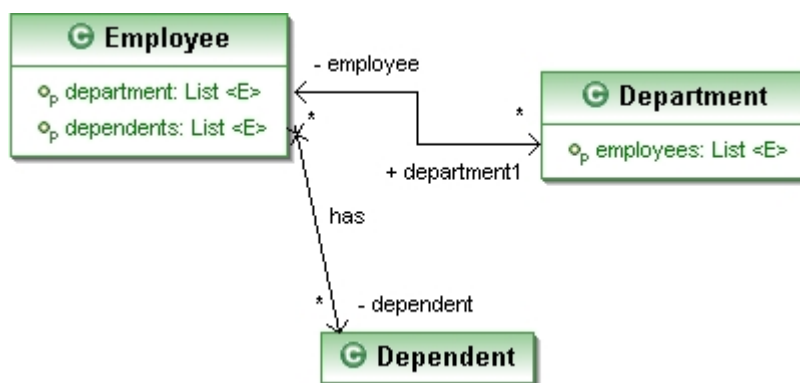 Employee
department: List <E>
dependents: List <E>
- employee
*
*
+ department1
Department
employees: List <E>
has
*
- dependent
Dependent